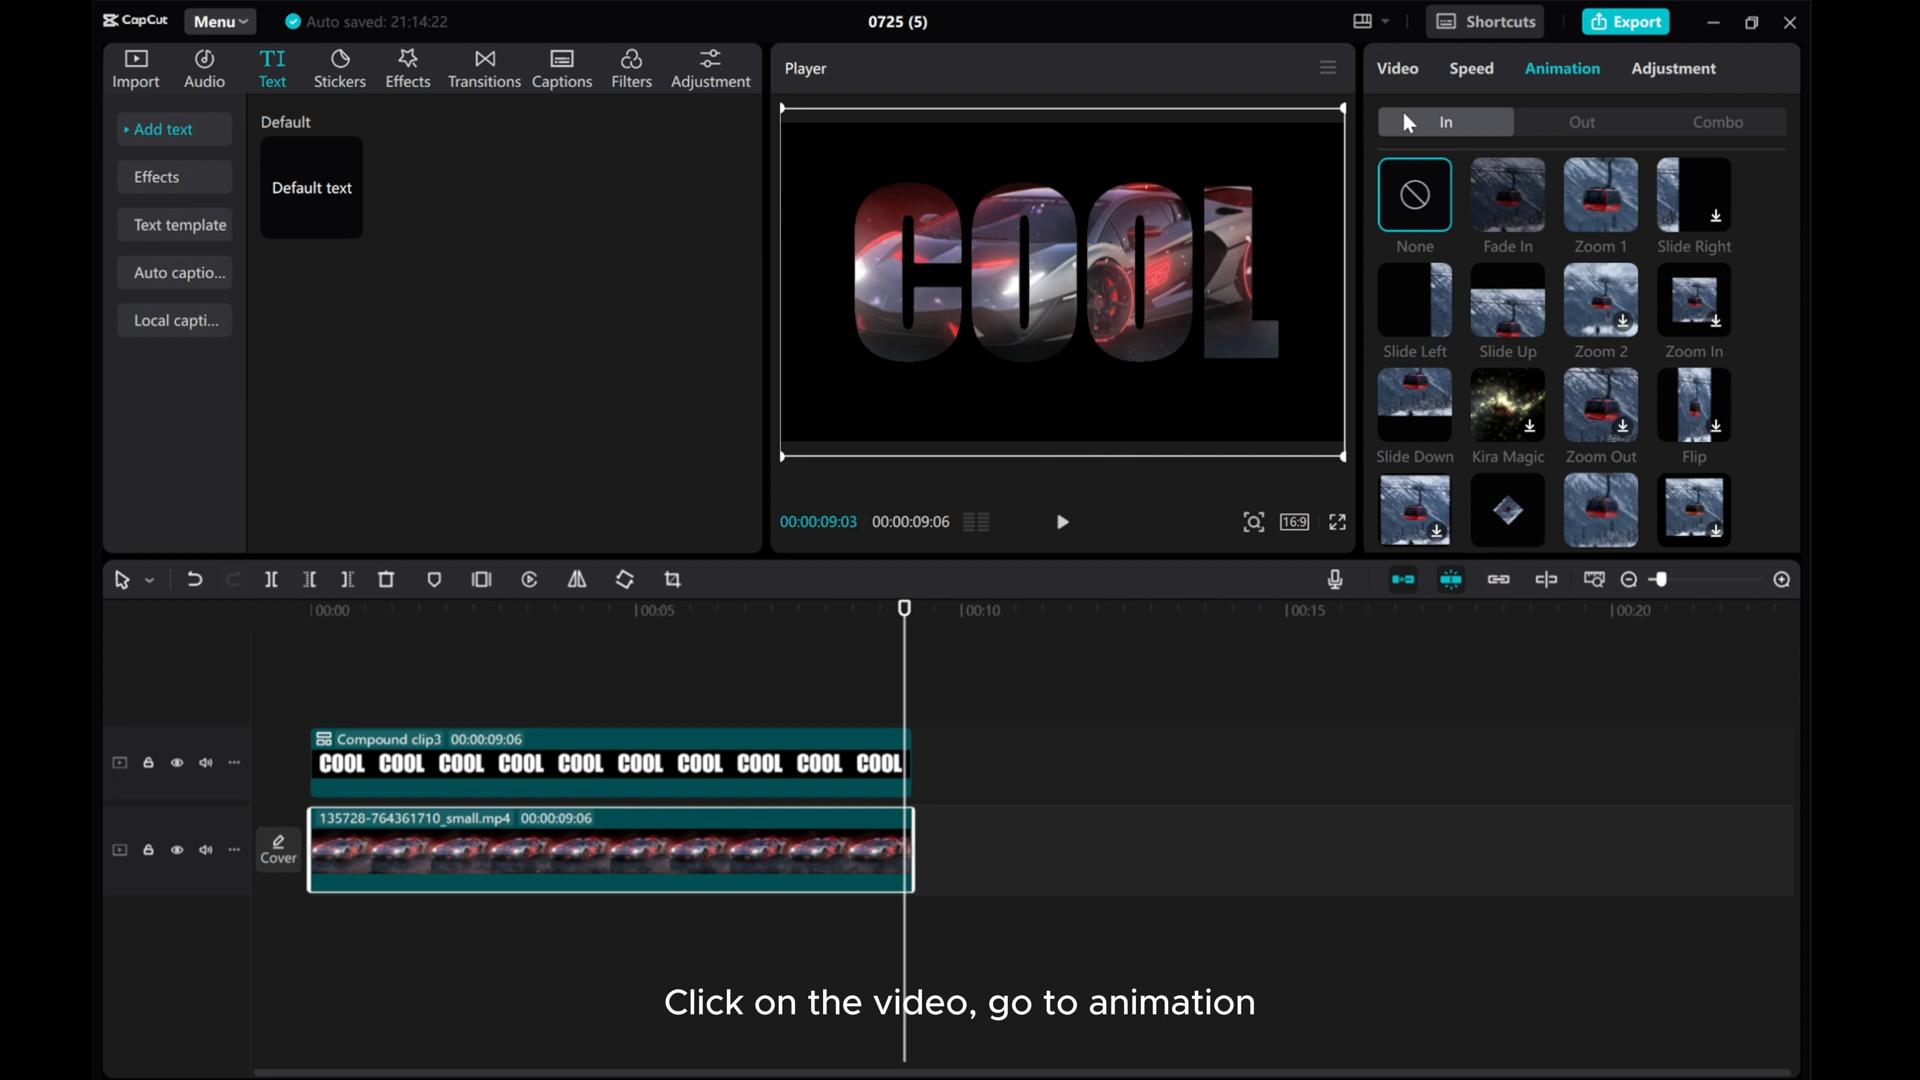 CapCut
Menu
Auto saved: 21:14:22
0725 (5)
Shortcuts
Export
Import
Audio
TI
Text
Stickers
Effects
Transitions
Captions
Filters
Adjustment
Add text
Effects
Text template
Auto captio...
Local capti...
Default
Default text
Player
COOL
00:00:09:03
00:00:09:06
16:9
Video
Speed
Animation
Adjustment
In
Out
Combo
None
Fade In
Zoom 1
Slide Right
Slide Left
Slide Up
Zoom 2
Zoom In
Slide Down
Kira Magic
Zoom Out
Flip
00:00
00:05
00:10
00:15
00:20
Compound clip3 00:00:09:06
COOL COOL COOL COOL COOL COOL COOL COOL COOL COOL
Cover
135728-764361710_small.mp4 00:00:09:06
Click on the video, go to animation